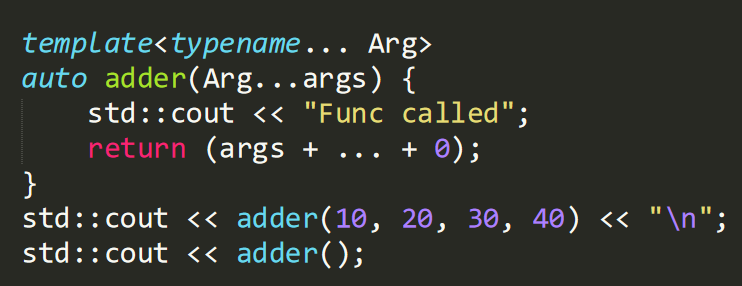 template<typename... Arg>
auto adder(Arg...args) {
    std::cout << "Func called";
    return (args + ... + 0);
}
std::cout << adder(10, 20, 30, 40) << "\n";
std::cout << adder();